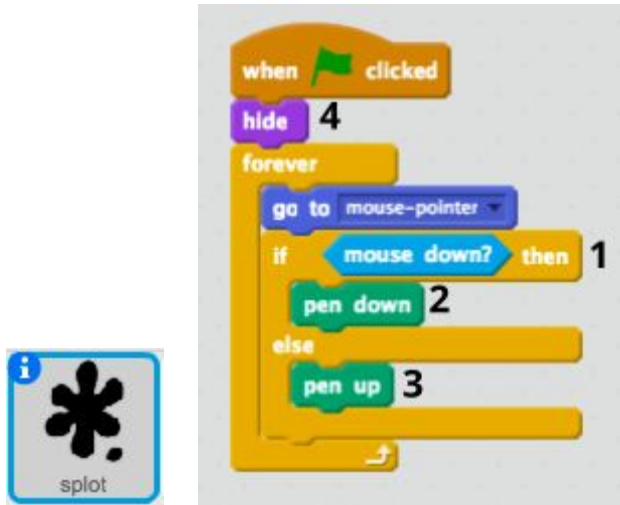 when clicked
hide 4
forever
go to mouse-pointer
if mouse down? then 1
pen down 2
else
pen up 3
i
splot